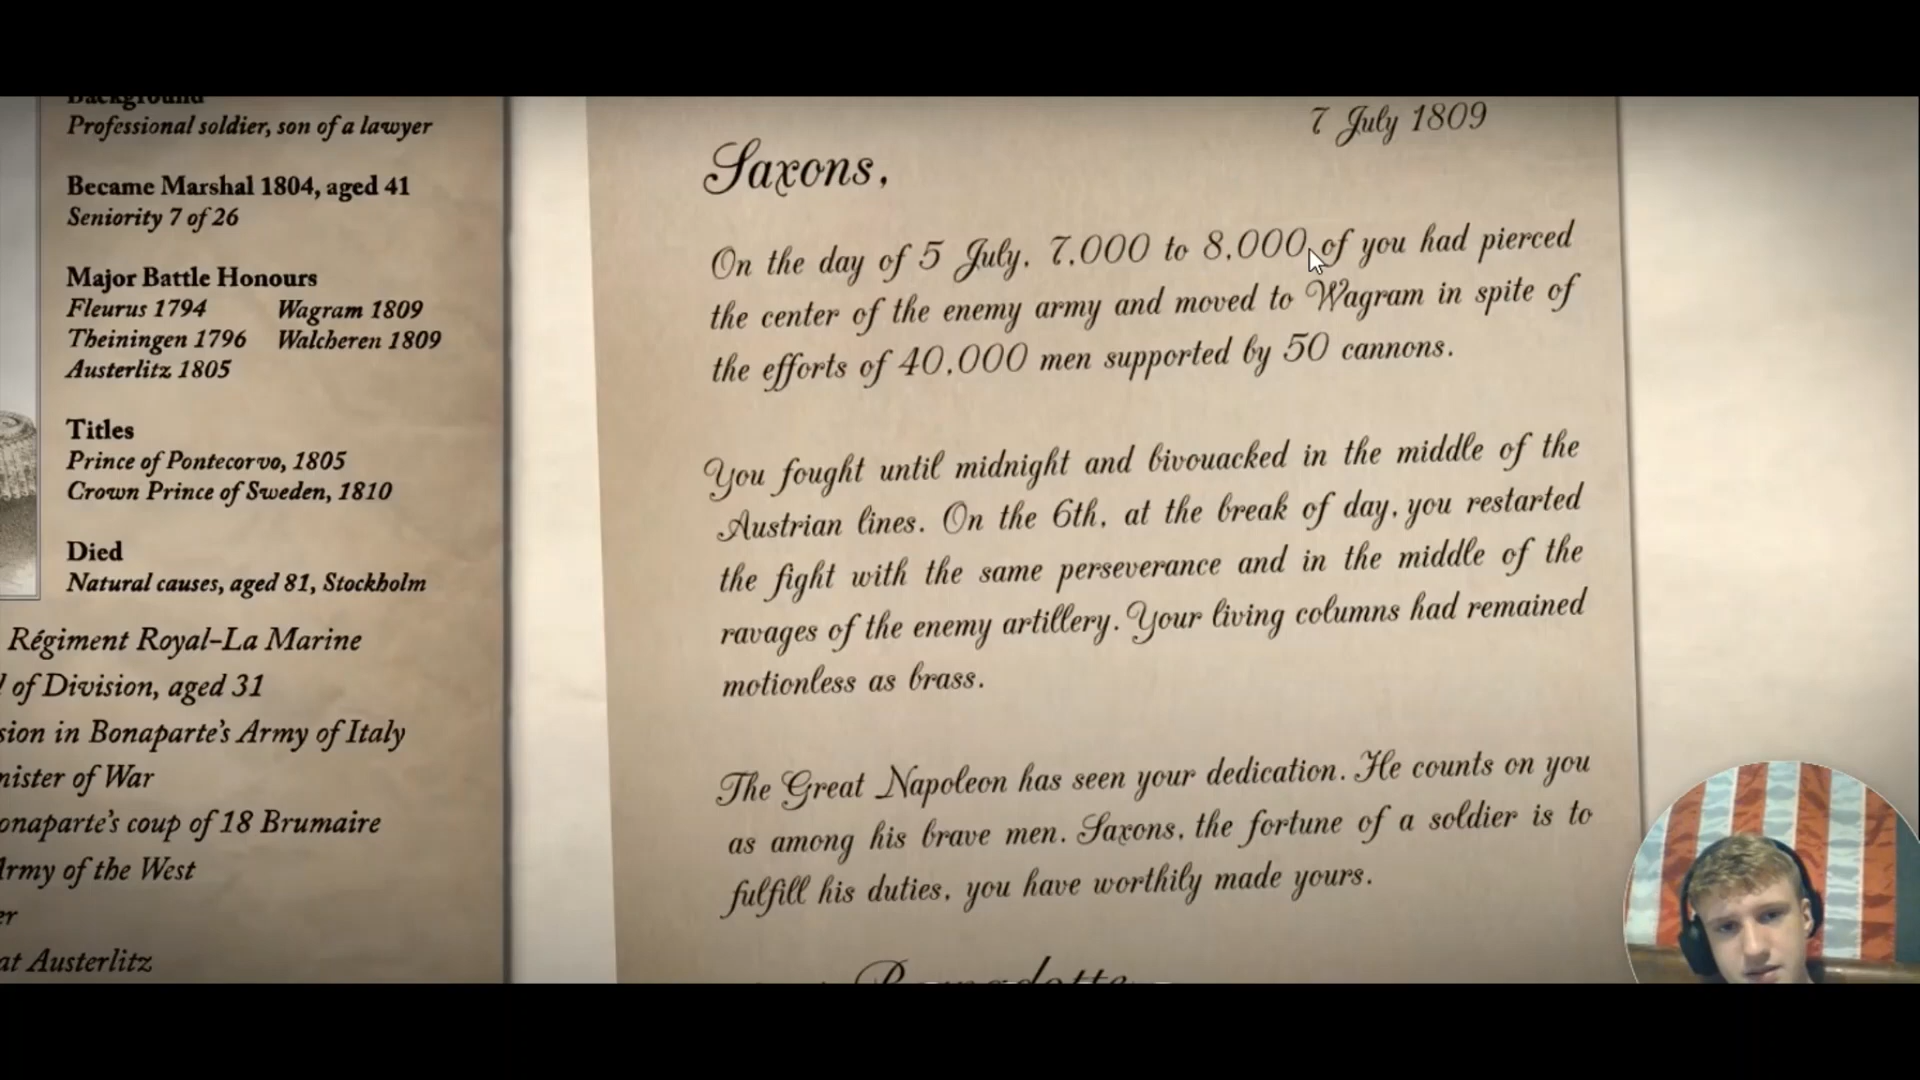 Background
Professional soldier, son of a lawyer
Became Marshal 1804, aged 41
Seniority 7 of 26
Major Battle Honours
Fleurus 1794 Wagram 1809
Theiningen 1796 Walcheren 1809
Austerlitz 1805
Titles
Prince of Pontecorvo, 1805
Crown Prince of Sweden, 1810
Died
Natural causes, aged 81, Stockholm
Régiment Royal-La Marine
of Division, aged 31
in Bonaparte's Army of Italy
of War
coup of 18 Brumaire
of the West
at Austerlitz
7 July 1809
Saxons,
On the day of 5 July, 7,000 to 8,000 of you had pierced
the center of the enemy army and moved to Wagram in spite of
the efforts of 40,000 men supported by 50 cannons.
You fought until midnight and bivouacked in the middle of the
Austrian lines. On the 6th, at the break of day, you restarted
the fight with the same perseverance and in the middle of the
ravages of the enemy artillery. Your living columns had remained
motionless as brass.
The Great Napoleon has seen your dedication. He counts on you
as among his brave men. Saxons, the fortune of a soldier is to
fulfill his duties, you have worthily made yours.
Bernadotte